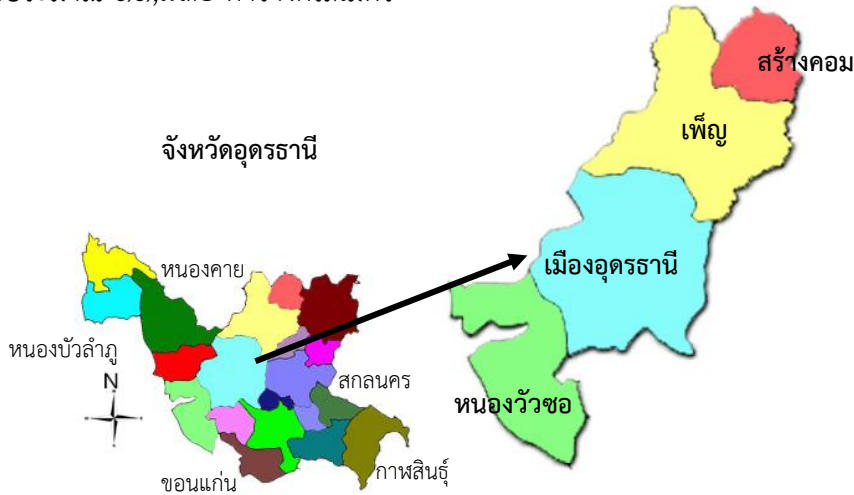 สร้างคอม
เพ็ญ
จังหวัดอุดรธานี
หนองคาย
เมืองอุดรธานี
หนองบัวลำภู
N
สกลนคร
หนองวัวซอ
ขอนแก่น
กาฬสินธุ์